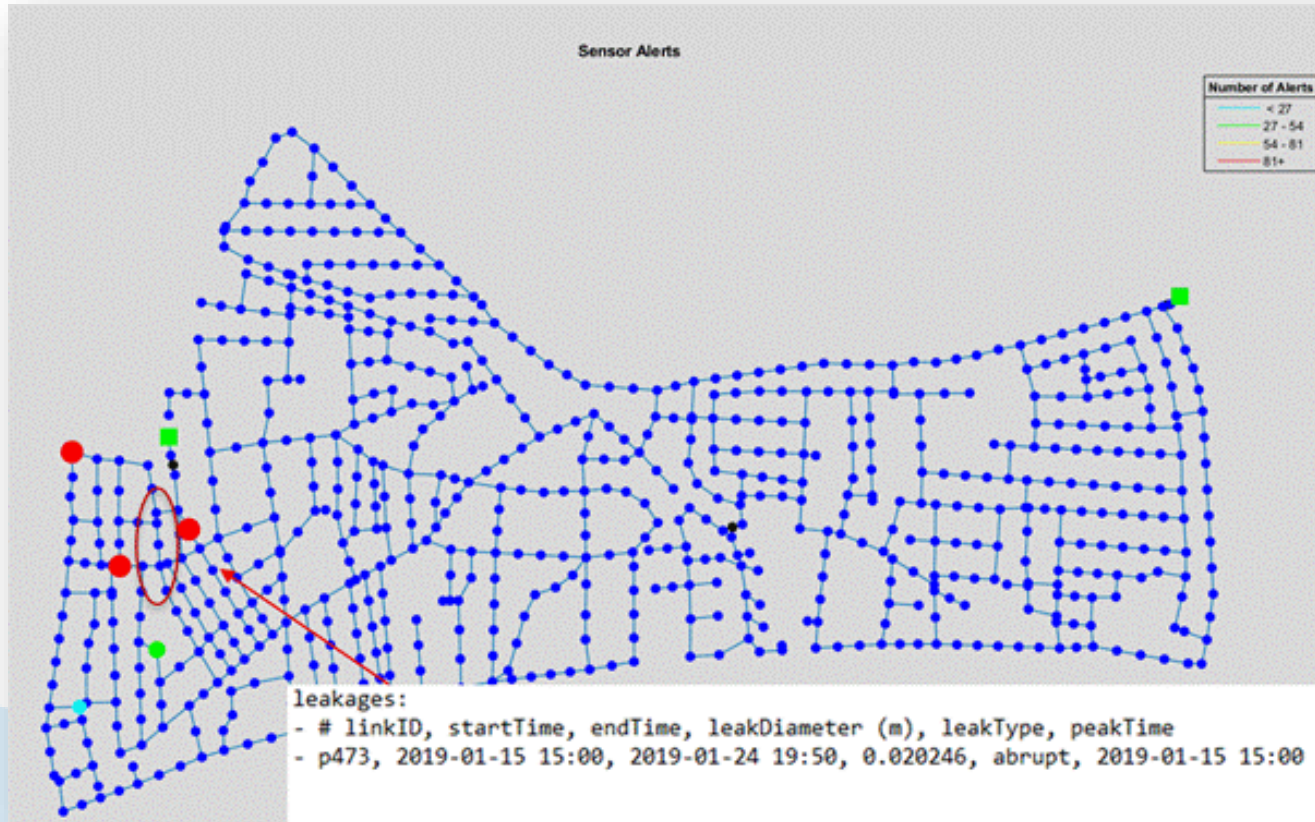 Sensor Alerts
Number of Alerts
< 27
27 - 54
54 - 81
81+
leakages:
- # linkID, startTime, endTime, leakDiameter (m), leakType, peakTime
- p473, 2019-01-15 15:00, 2019-01-24 19:50, 0.020246, abrupt, 2019-01-15 15:00